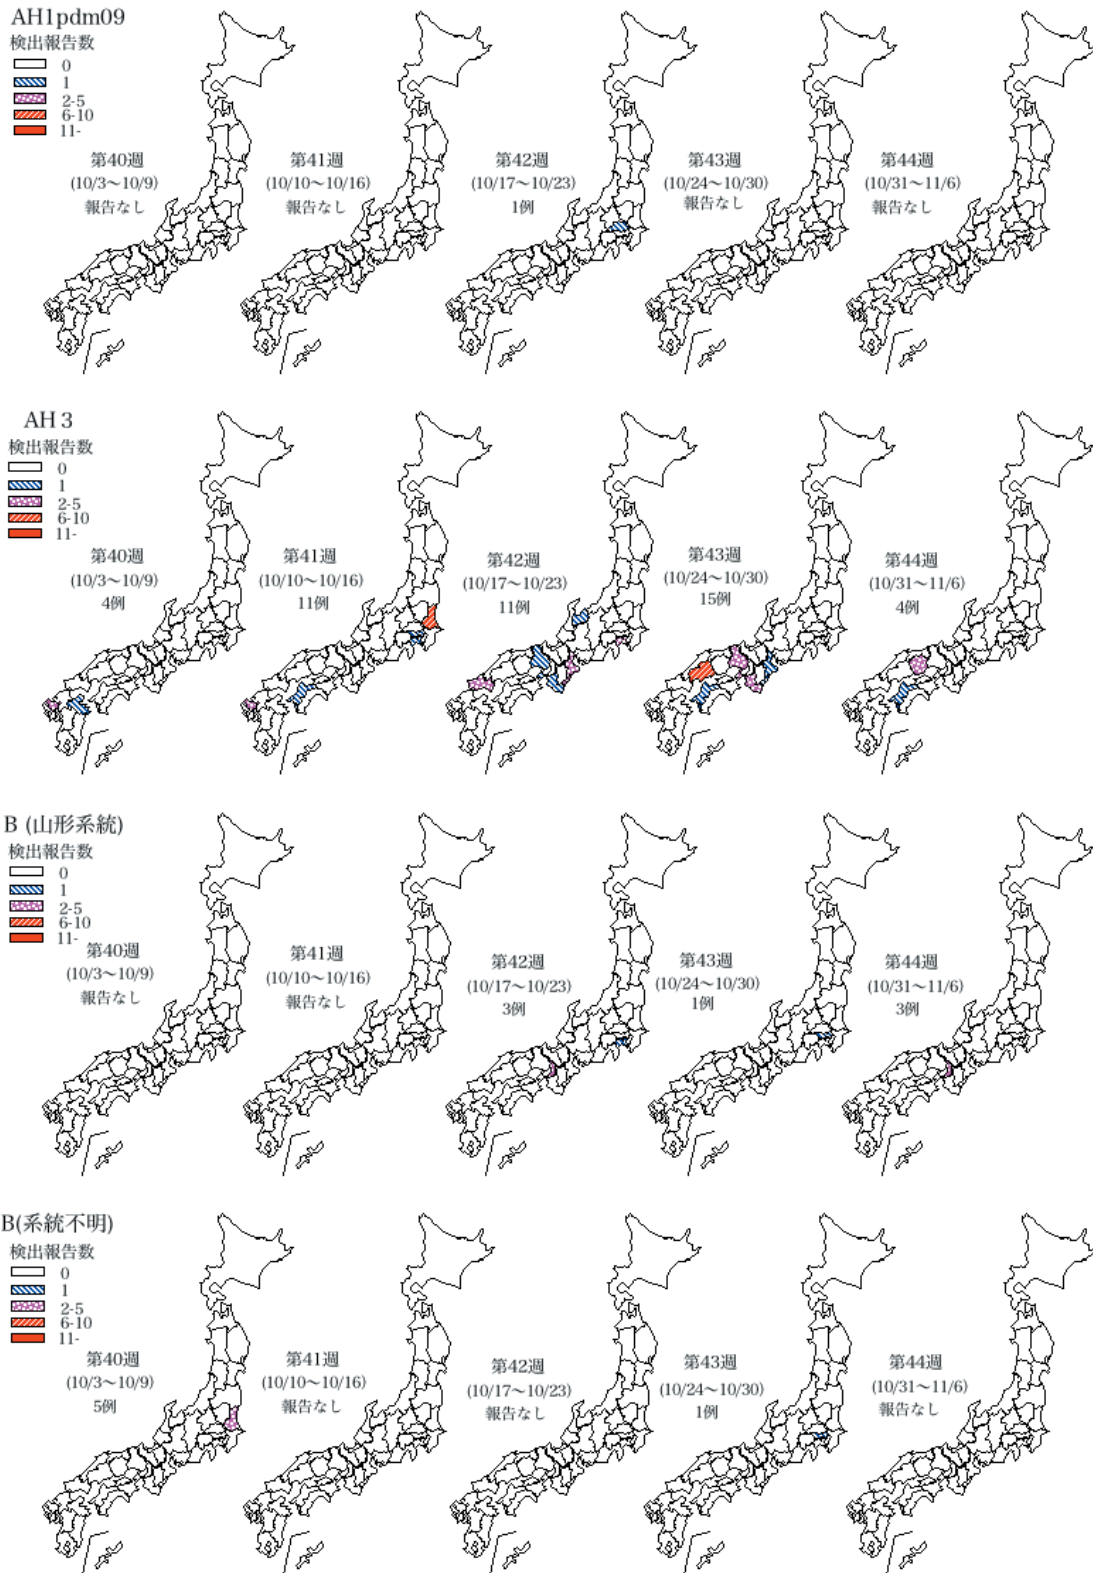 AH1pdm09
検出報告数
0
1
2-5
6-10
11-
第40週
(10/3～10/9)
報告なし
第41週
(10/10～10/16)
報告なし
第42週
(10/17～10/23)
1例
第43週
(10/24～10/30)
報告なし
第44週
(10/31～11/6)
報告なし
AH 3
検出報告数
0
1
2-5
6-10
11-
第40週
(10/3～10/9)
4例
第41週
(10/10～10/16)
11例
第42週
(10/17～10/23)
11例
第43週
(10/24～10/30)
15例
第44週
(10/31～11/6)
4例
B (山形系統)
検出報告数
0
1
2-5
6-10
11-
第40週
(10/3～10/9)
報告なし
第41週
(10/10～10/16)
報告なし
第42週
(10/17～10/23)
3例
第43週
(10/24～10/30)
1例
第44週
(10/31～11/6)
3例
B(系統不明)
検出報告数
0
1
2-5
6-10
11-
第40週
(10/3～10/9)
5例
第41週
(10/10～10/16)
報告なし
第42週
(10/17～10/23)
報告なし
第43週
(10/24～10/30)
1例
第44週
(10/31～11/6)
報告なし